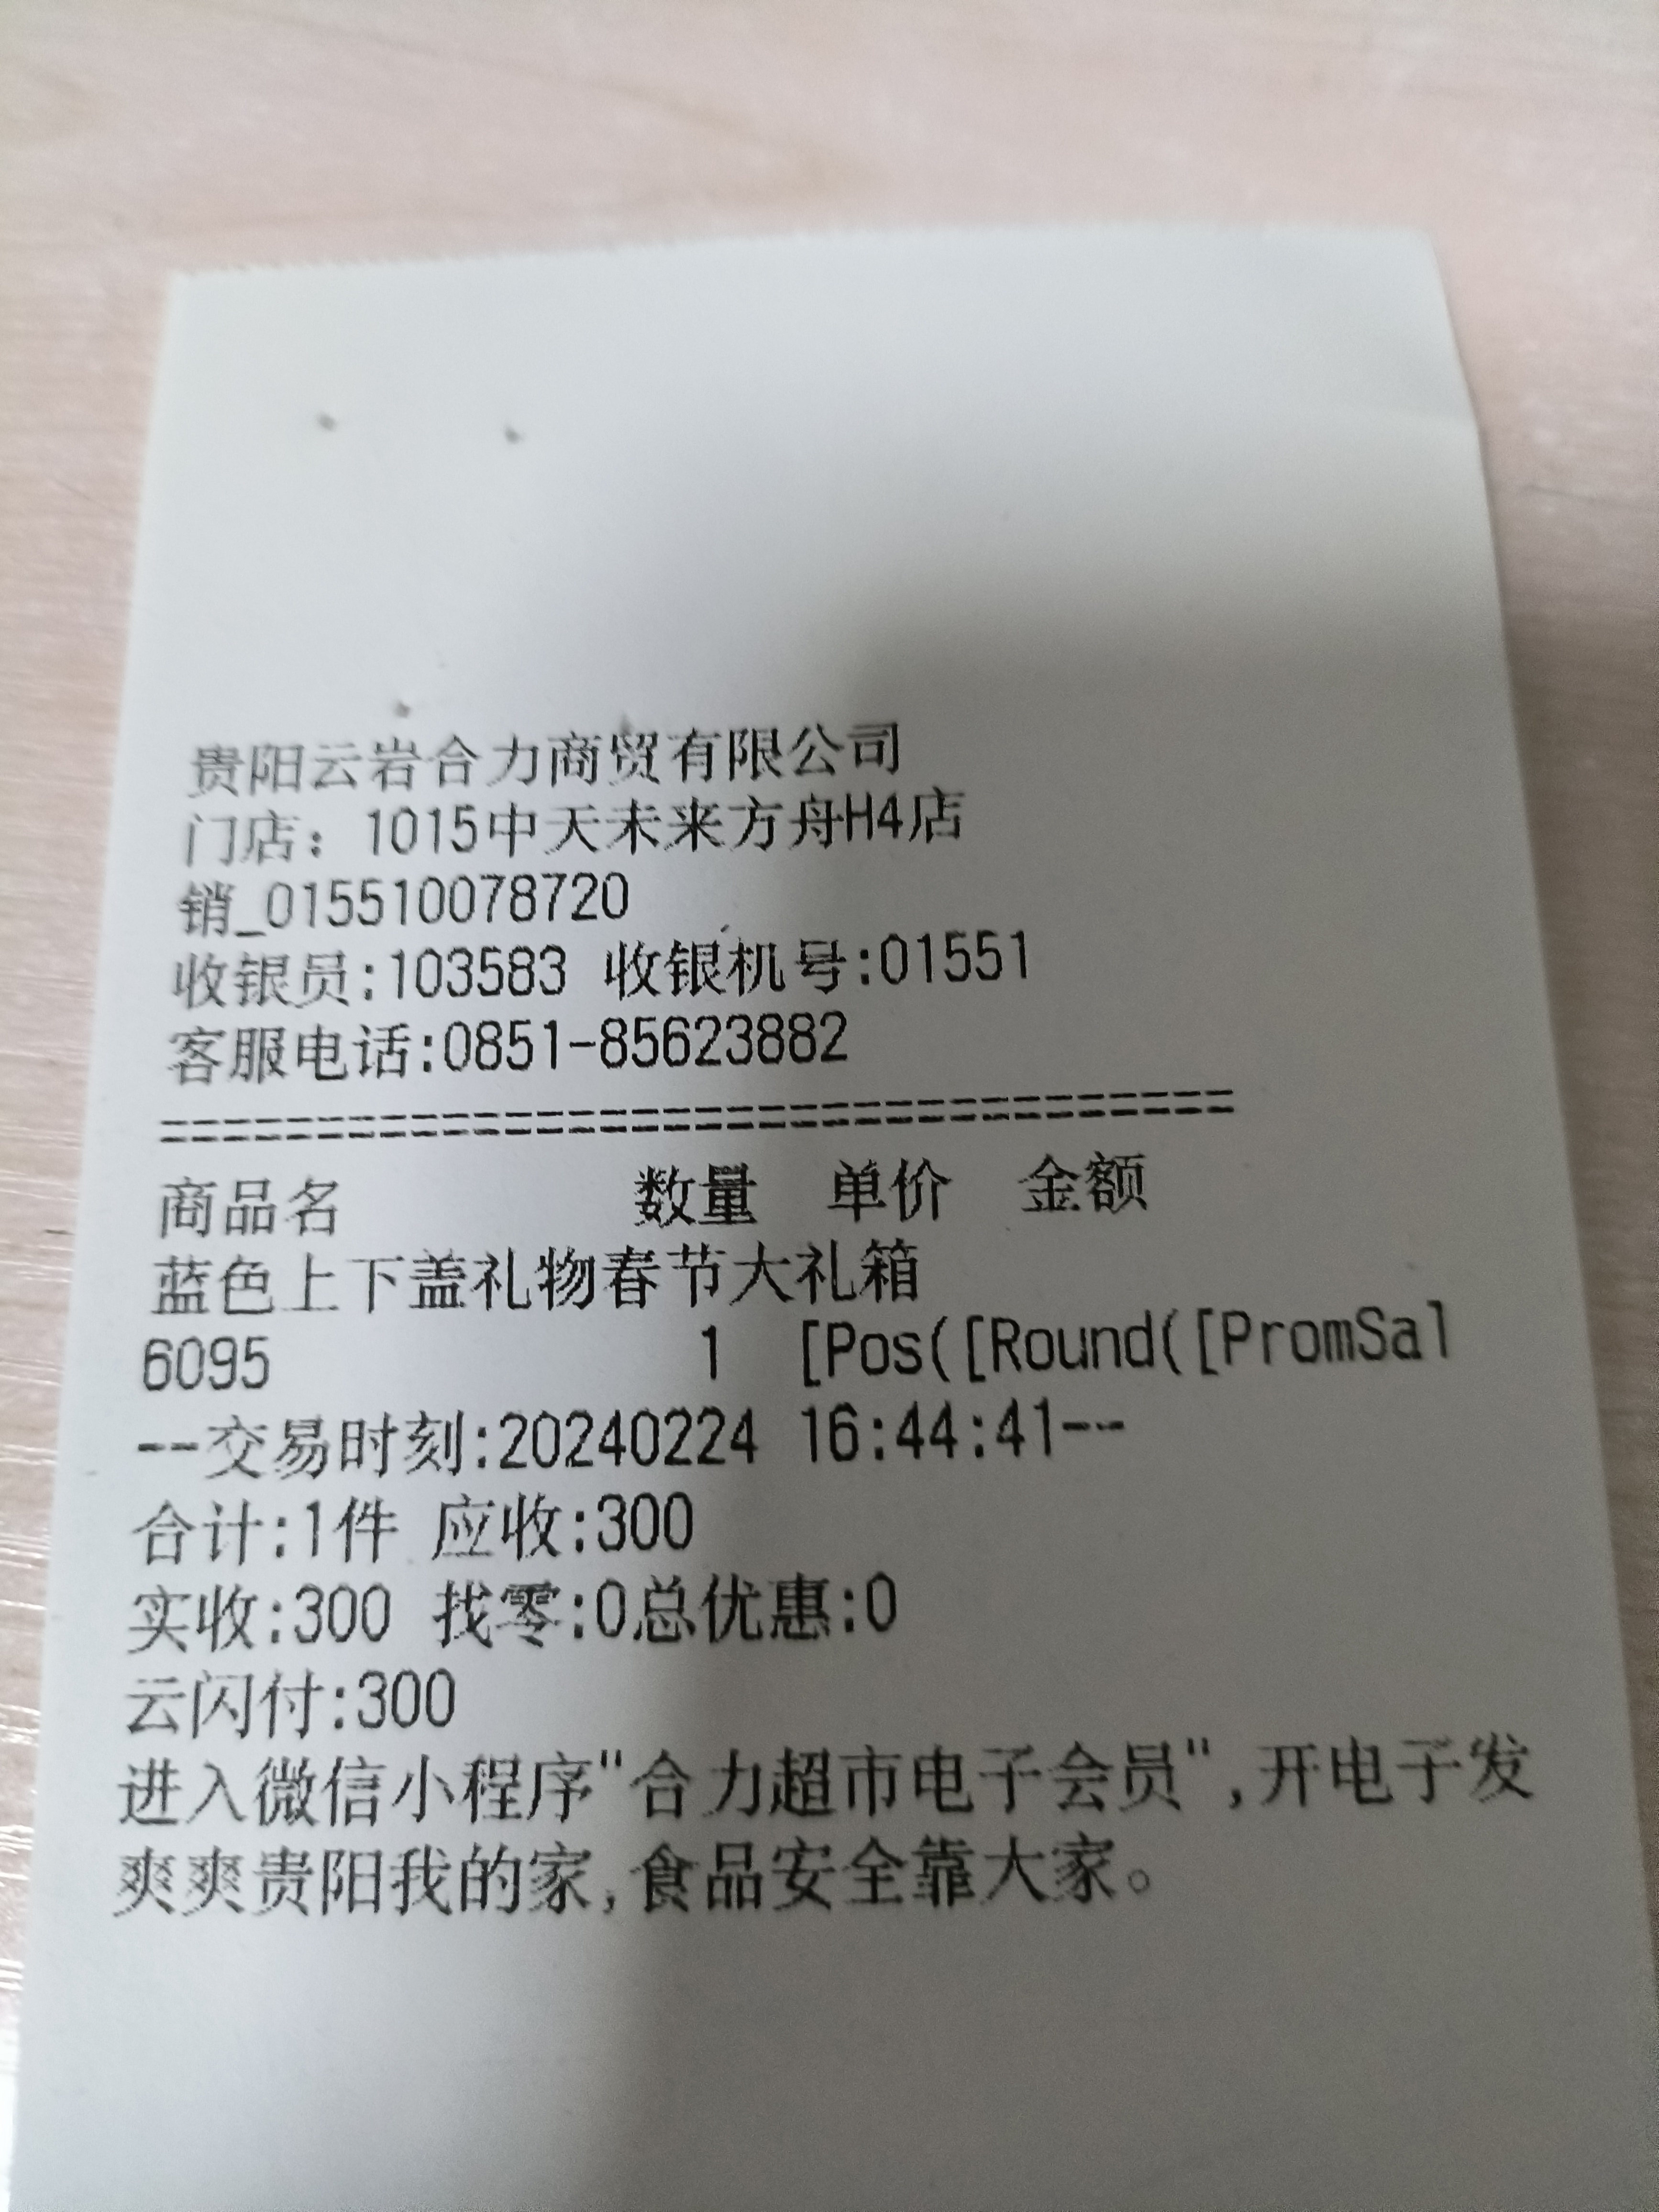 贵阳云岩合力商贸有限公司
门店：1015中天未来方舟H4店
销_015510078720
收银员:103583 收银机号:01551
客服电话:0851-85623882
===================================
商品名 数量 单价 金额
蓝色上下盖礼物春节大礼箱
6095 1 [Pos([Round([PromSal
--交易时刻:20240224 16:44:41--
合计:1件 应收:300
实收:300 找零:0总优惠:0
云闪付:300
进入微信小程序"合力超市电子会员",开电子发
爽爽贵阳我的家,食品安全靠大家。